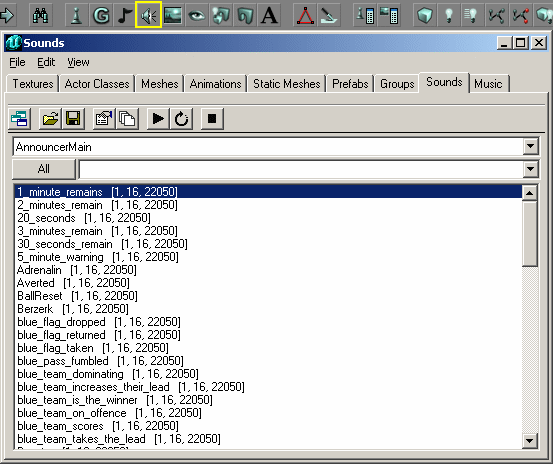 Sounds
File Edit View
Textures Actor Classes Meshes Animations Static Meshes Prefabs Groups Sounds Music
AnnouncerMain
All
1_minute_remains [1, 16, 22050]
2_minutes_remain [1, 16, 22050]
20_seconds [1, 16, 22050]
3_minutes_remain [1, 16, 22050]
30_seconds_remain [1, 16, 22050]
5_minute_warning [1, 16, 22050]
Adrenalin [1, 16, 22050]
Averted [1, 16, 22050]
BallReset [1, 16, 22050]
Berzerk [1, 16, 22050]
blue_flag_dropped [1, 16, 22050]
blue_flag_returned [1, 16, 22050]
blue_flag_taken [1, 16, 22050]
blue_pass_fumbled [1, 16, 22050]
blue_team_dominating [1, 16, 22050]
blue_team_increases_their_lead [1, 16, 22050]
blue_team_is_the_winner [1, 16, 22050]
blue_team_on_offence [1, 16, 22050]
blue_team_scores [1, 16, 22050]
blue_team_takes_the_lead [1, 16, 22050]